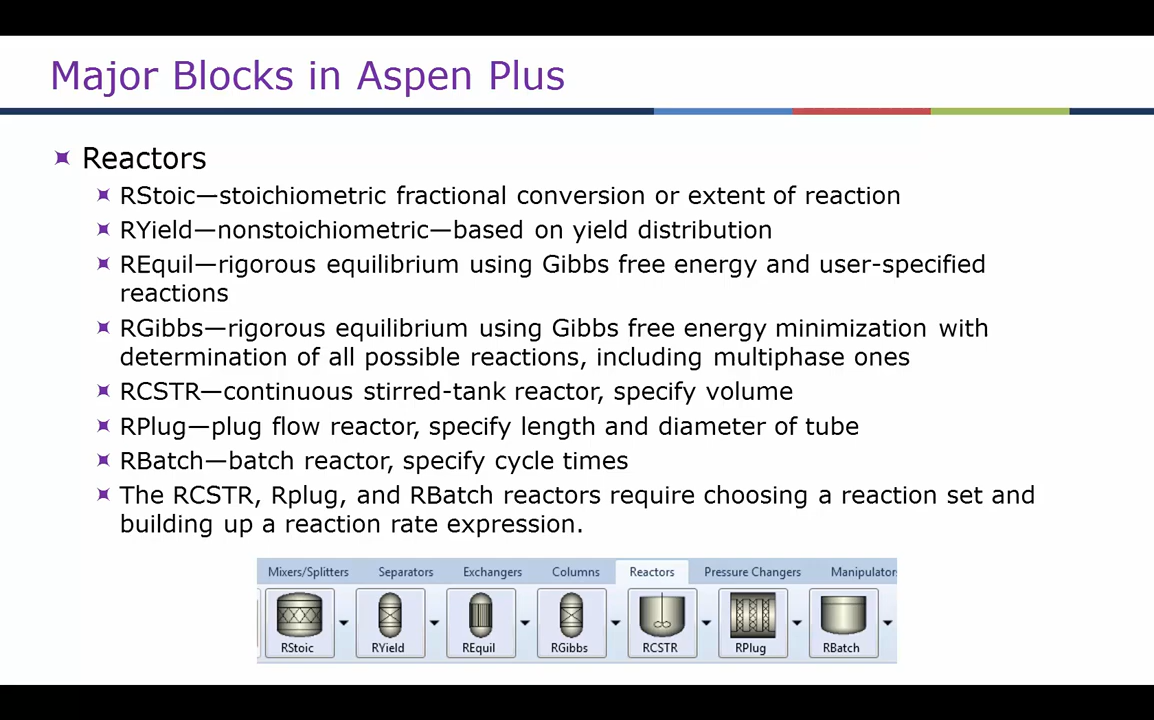 Major Blocks in Aspen Plus
Reactors
RStoic—stoichiometric fractional conversion or extent of reaction
RYield—nonstoichiometric—based on yield distribution
REquil—rigorous equilibrium using Gibbs free energy and user-specified
reactions
RGibbs—rigorous equilibrium using Gibbs free energy minimization with
determination of all possible reactions, including multiphase ones
RCSTR—continuous stirred-tank reactor, specify volume
RPlug—plug flow reactor, specify length and diameter of tube
RBatch—batch reactor, specify cycle times
The RCSTR, Rplug, and RBatch reactors require choosing a reaction set and
building up a reaction rate expression.
Mixers/Splitters Separators Exchangers Columns Reactors Pressure Changers Manipulator
RStoic RYield REquil RGibbs RCSTR RPlug RBatch